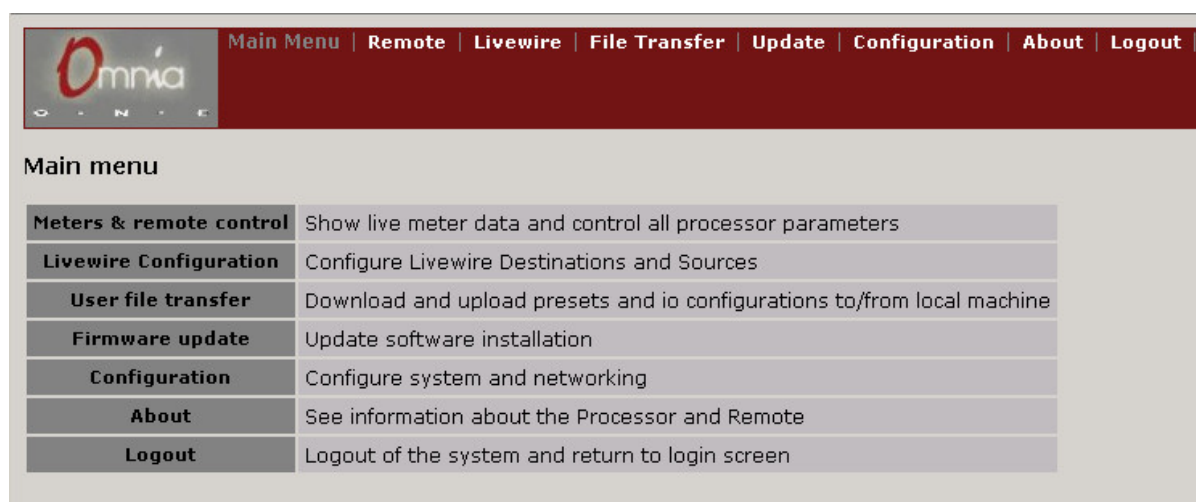 Omnia
O · N · E
Main Menu | Remote | Livewire | File Transfer | Update | Configuration | About | Logout |
Main menu
Meters & remote control Show live meter data and control all processor parameters
Livewire Configuration Configure Livewire Destinations and Sources
User file transfer Download and upload presets and io configurations to/from local machine
Firmware update Update software installation
Configuration Configure system and networking
About See information about the Processor and Remote
Logout Logout of the system and return to login screen